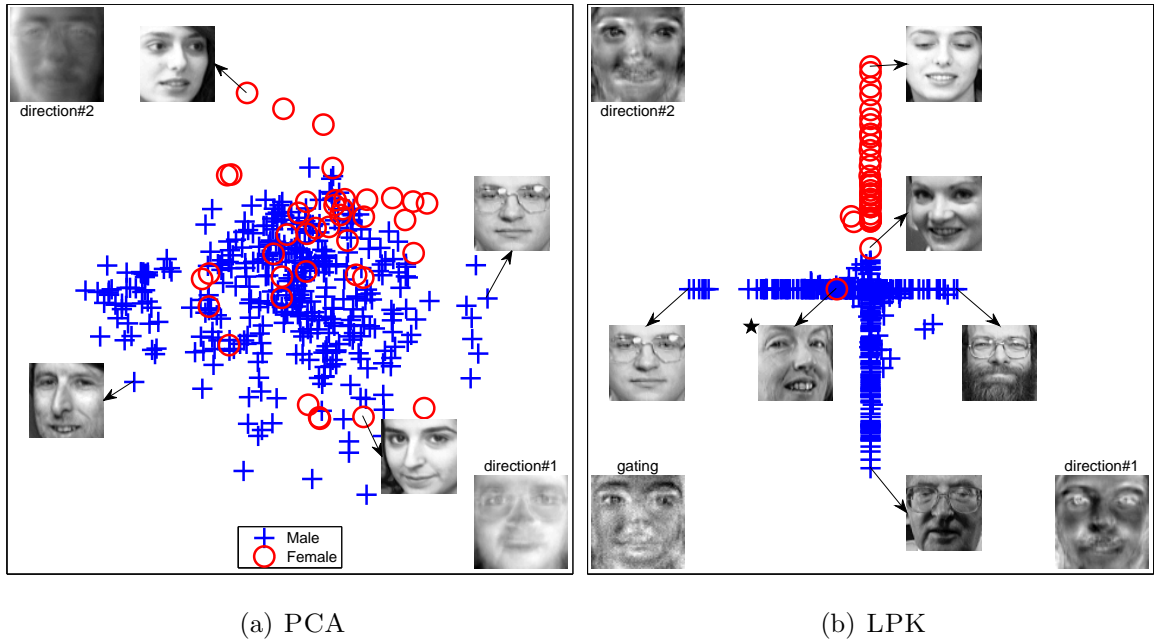 direction#2
direction#1
Male
Female
direction#2
gating
direction#1
(a) PCA
(b) LPK